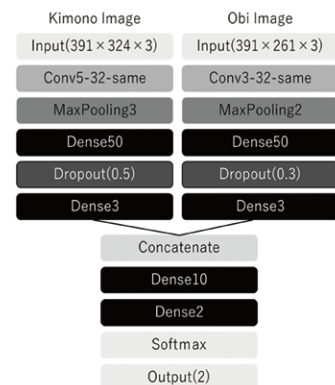 Kimono Image Obi Image
Input(391×324×3) Input(391×261×3)
Conv5-32-same Conv3-32-same
MaxPooling3 MaxPooling2
Dense50 Dense50
Dropout(0.5) Dropout(0.3)
Dense3 Dense3
Concatenate
Dense10
Dense2
Softmax
Output(2)